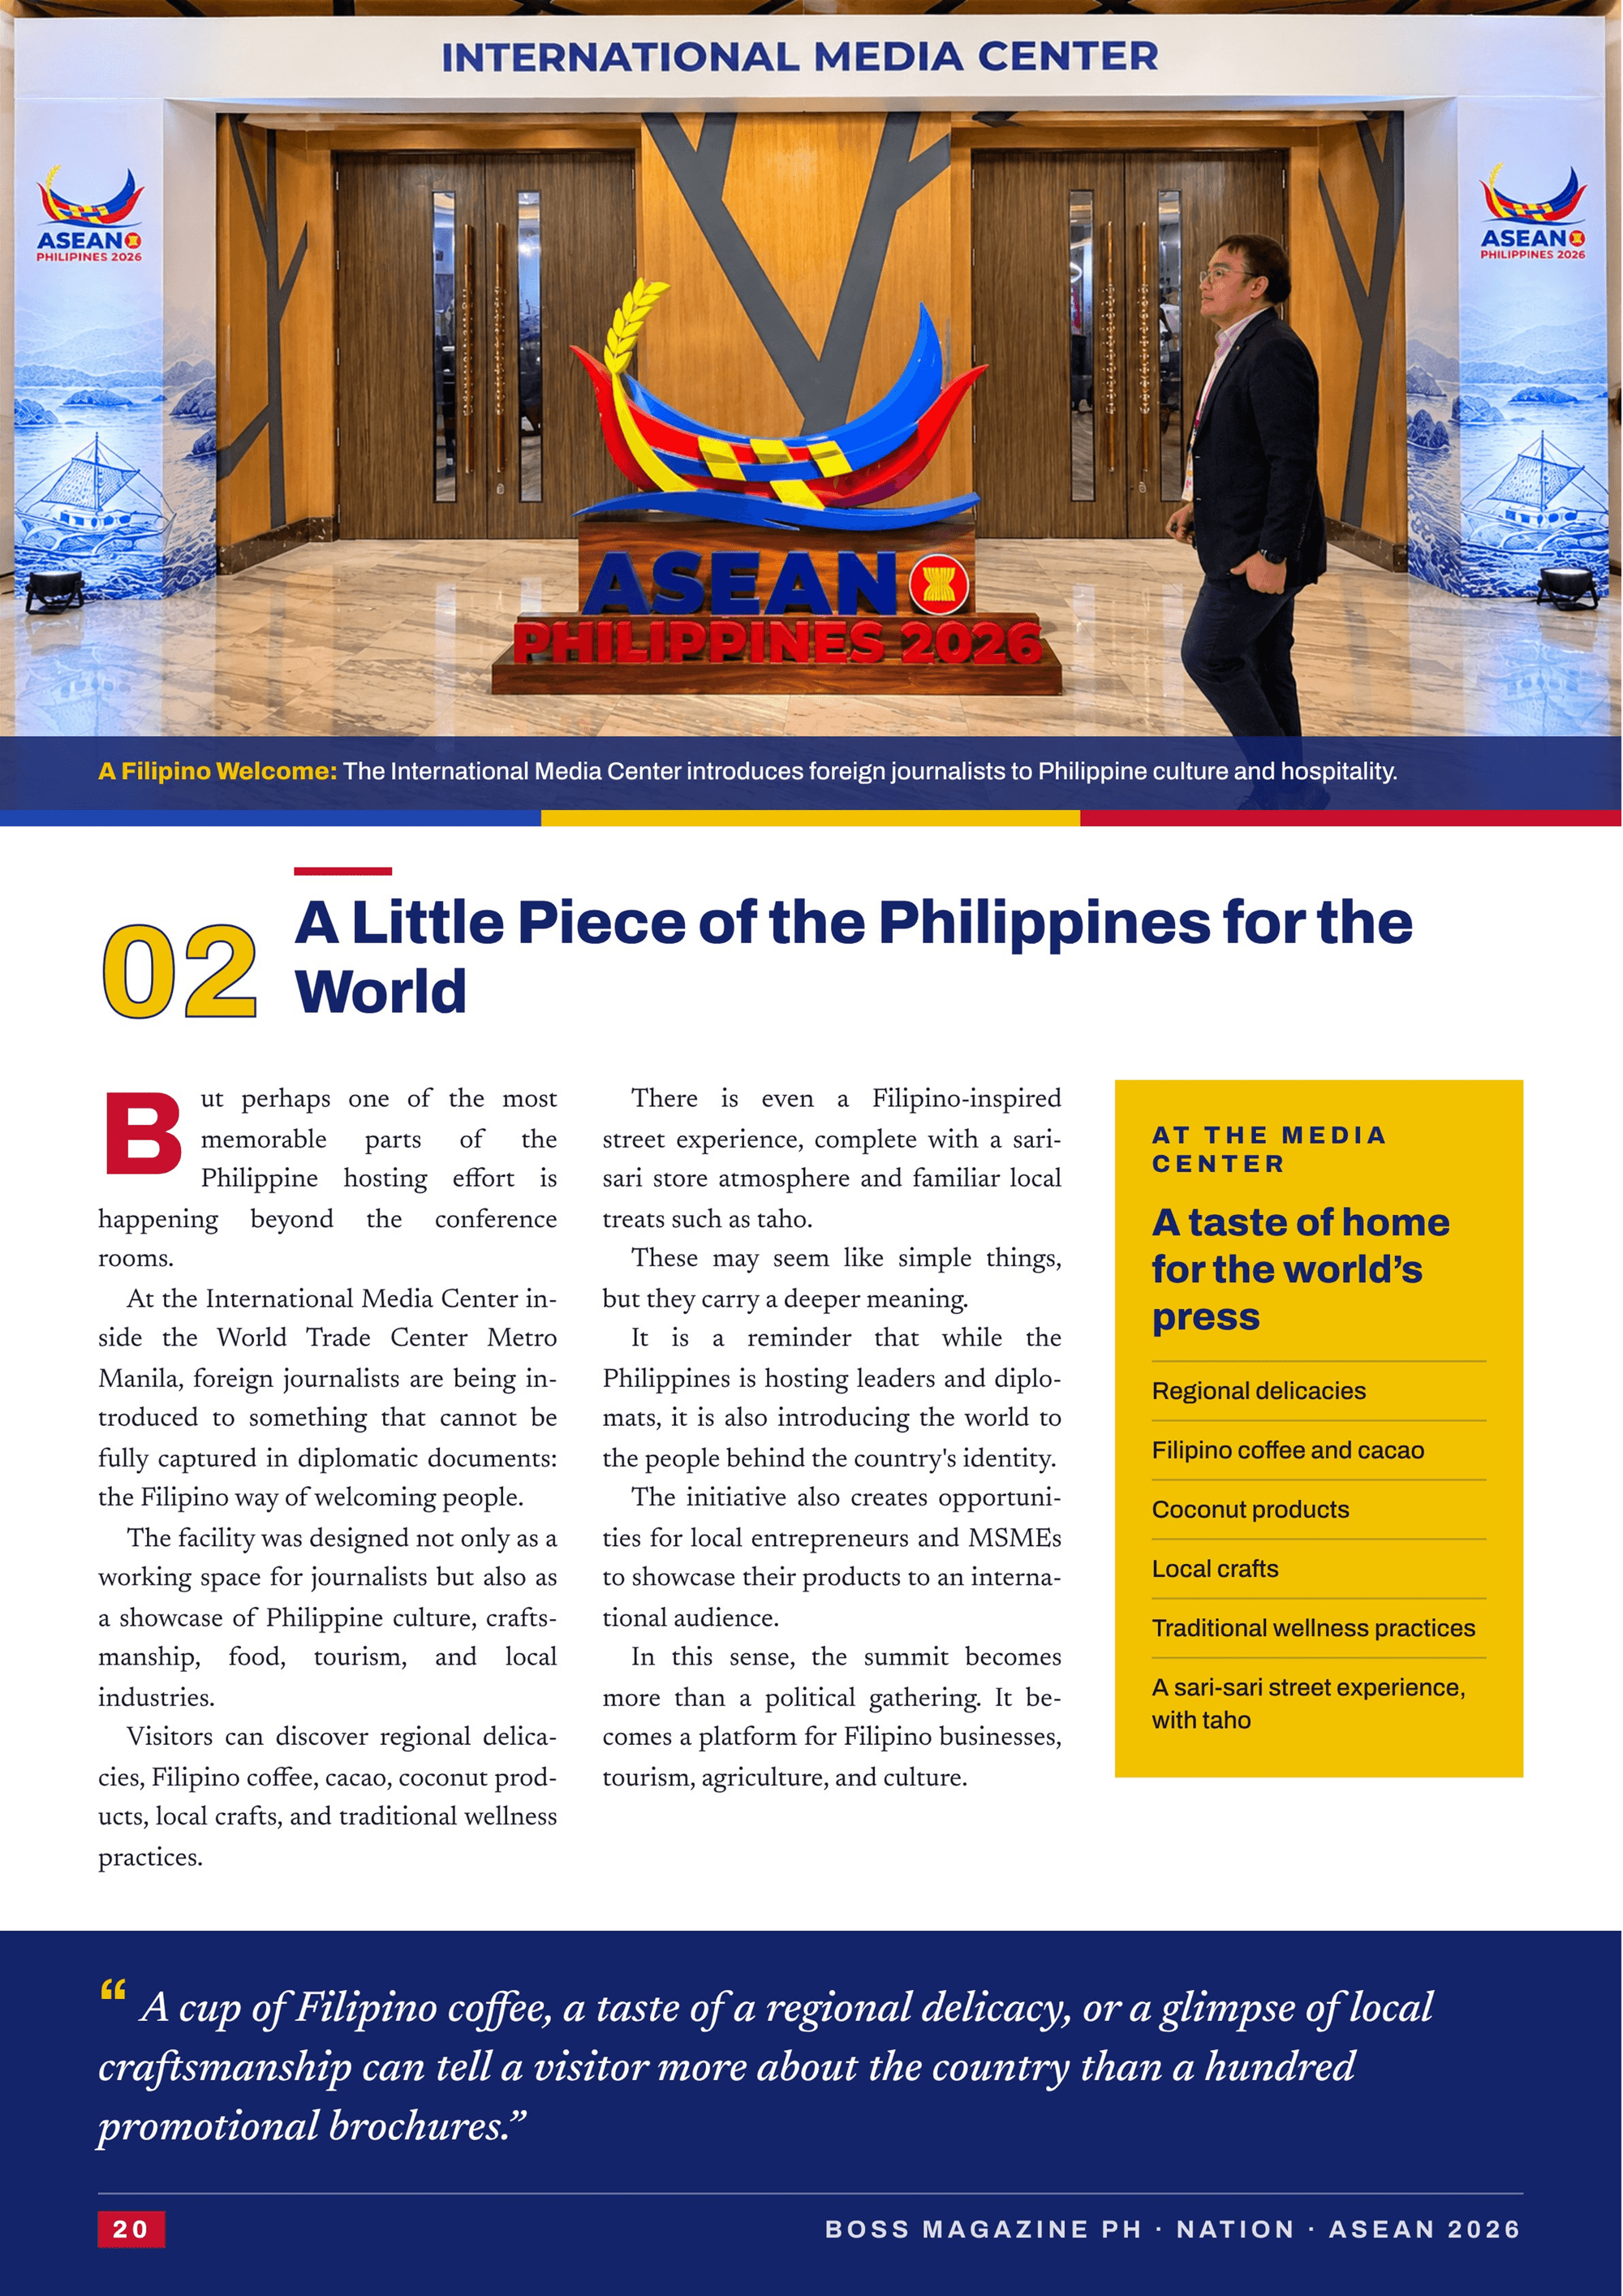 INTERNATIONAL MEDIA CENTER
ASEAN
PHILIPINES 2026
ASEAN
PHILIPPINES 2026
ASEAN
PHILIPPINES 2026
A Filipino Welcome: The International Media Center introduces foreign journalists to Philippine culture and hospitality.
02
A Little Piece of the Philippines for the
World
But perhaps one of the most
memorable parts of the
Philippine hosting effort is
happening beyond the conference
rooms.
At the International Media Center in-
side the World Trade Center Metro
Manila, foreign journalists are being in-
troduced to something that cannot be
fully captured in diplomatic documents:
the Filipino way of welcoming people.
The facility was designed not only as a
working space for journalists but also as
a showcase of Philippine culture, crafts-
manship, food, tourism, and local
industries.
Visitors can discover regional delica-
cies, Filipino coffee, cacao, coconut prod-
ucts, local crafts, and traditional wellness
practices.
There is even a Filipino-inspired
street experience, complete with a sari-
sari store atmosphere and familiar local
treats such as taho.
These may seem like simple things,
but they carry a deeper meaning.
It is a reminder that while the
Philippines is hosting leaders and diplo-
mats, it is also introducing the world to
the people behind the country's identity.
The initiative also creates opportuni-
ties for local entrepreneurs and MSMEs
to showcase their products to an interna-
tional audience.
In this sense, the summit becomes
more than a political gathering. It be-
comes a platform for Filipino businesses,
tourism, agriculture, and culture.
AT THE MEDIA
CENTER
A taste of home
for the world’s
press
Regional delicacies
Filipino coffee and cacao
Coconut products
Local crafts
Traditional wellness practices
A sari-sari street experience,
with taho
“ A cup of Filipino coffee, a taste of a regional delicacy, or a glimpse of local
craftsmanship can tell a visitor more about the country than a hundred
promotional brochures.”
20
BOSS MAGAZINE PH · NATION · ASEAN 2026